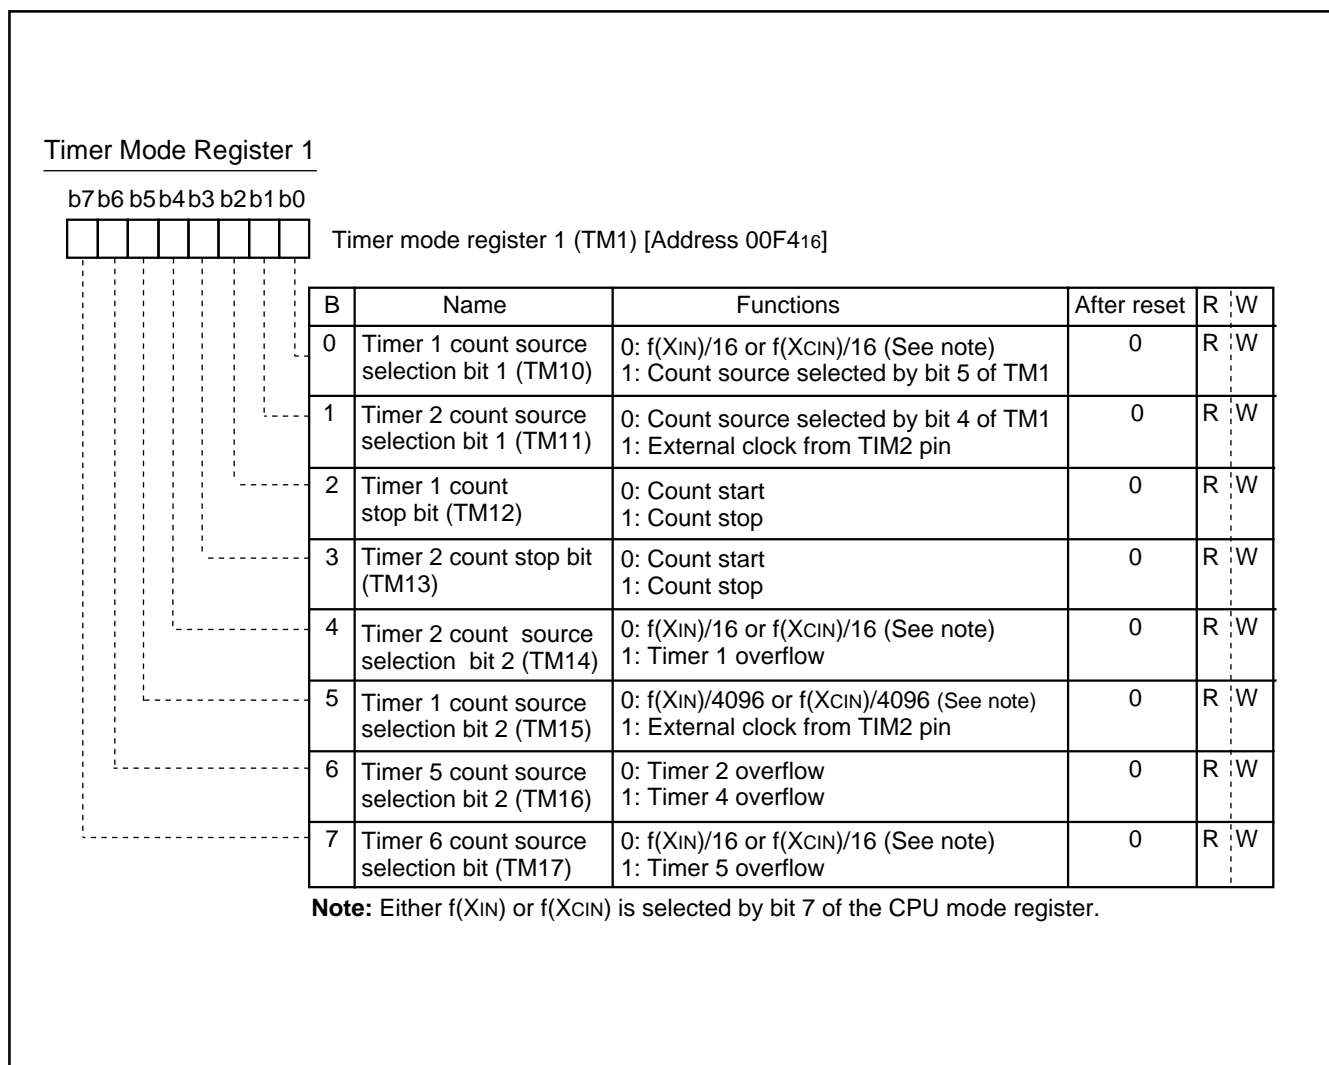 Timer Mode Register 1
b7 b6 b5 b4 b3 b2 b1 b0
Timer mode register 1 (TM1) [Address 00F416]
B Name Functions After reset R W
0 Timer 1 count source selection bit 1 (TM10) 0: f(XIN)/16 or f(XCIN)/16 (See note) 0 R W
1: Count source selected by bit 5 of TM1
1 Timer 2 count source selection bit 1 (TM11) 0: Count source selected by bit 4 of TM1 0 R W
1: External clock from TIM2 pin
2 Timer 1 count stop bit (TM12) 0: Count start 0 R W
1: Count stop
3 Timer 2 count stop bit (TM13) 0: Count start 0 R W
1: Count stop
4 Timer 2 count source selection bit 2 (TM14) 0: f(XIN)/16 or f(XCIN)/16 (See note) 0 R W
1: Timer 1 overflow
5 Timer 1 count source selection bit 2 (TM15) 0: f(XIN)/4096 or f(XCIN)/4096 (See note) 0 R W
1: External clock from TIM2 pin
6 Timer 5 count source selection bit 2 (TM16) 0: Timer 2 overflow 0 R W
1: Timer 4 overflow
7 Timer 6 count source selection bit (TM17) 0: f(XIN)/16 or f(XCIN)/16 (See note) 0 R W
1: Timer 5 overflow
Note: Either f(XIN) or f(XCIN) is selected by bit 7 of the CPU mode register.